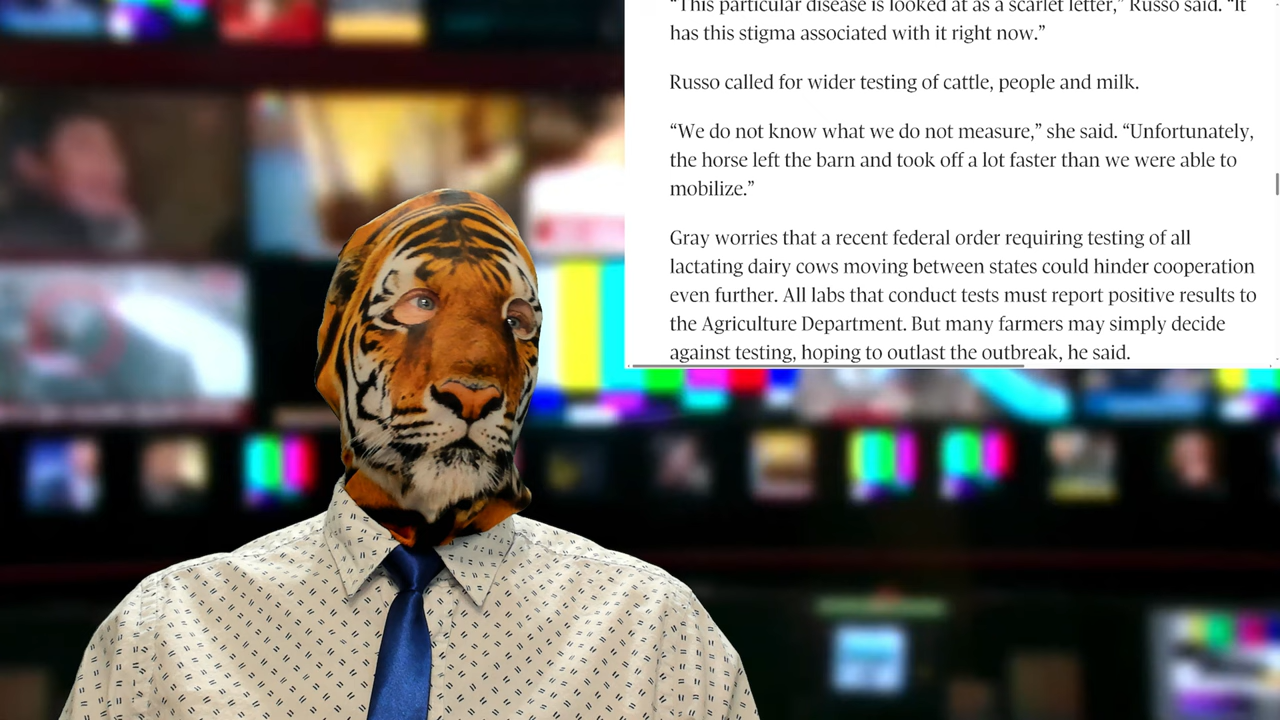 “This particular disease is looked at as a scarlet letter,” Russo said. “It
has this stigma associated with it right now.”
Russo called for wider testing of cattle, people and milk.
“We do not know what we do not measure,” she said. “Unfortunately,
the horse left the barn and took off a lot faster than we were able to
mobilize.”
Gray worries that a recent federal order requiring testing of all
lactating dairy cows moving between states could hinder cooperation
even further. All labs that conduct tests must report positive results to
the Agriculture Department. But many farmers may simply decide
against testing, hoping to outlast the outbreak, he said.